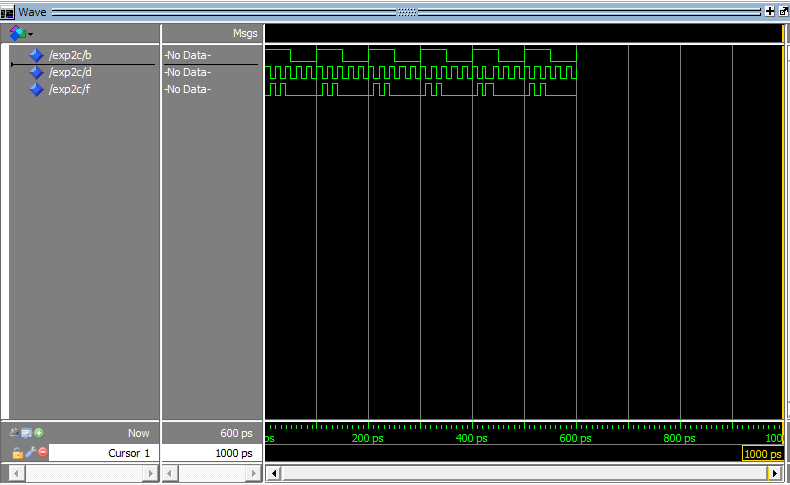 Wave
Msgs
/exp2c/b -No Data-
/exp2c/d -No Data-
/exp2c/f -No Data-
Now 600 ps
ps 200 ps 400 ps 600 ps 800 ps 100
Cursor 1 1000 ps 1000 ps